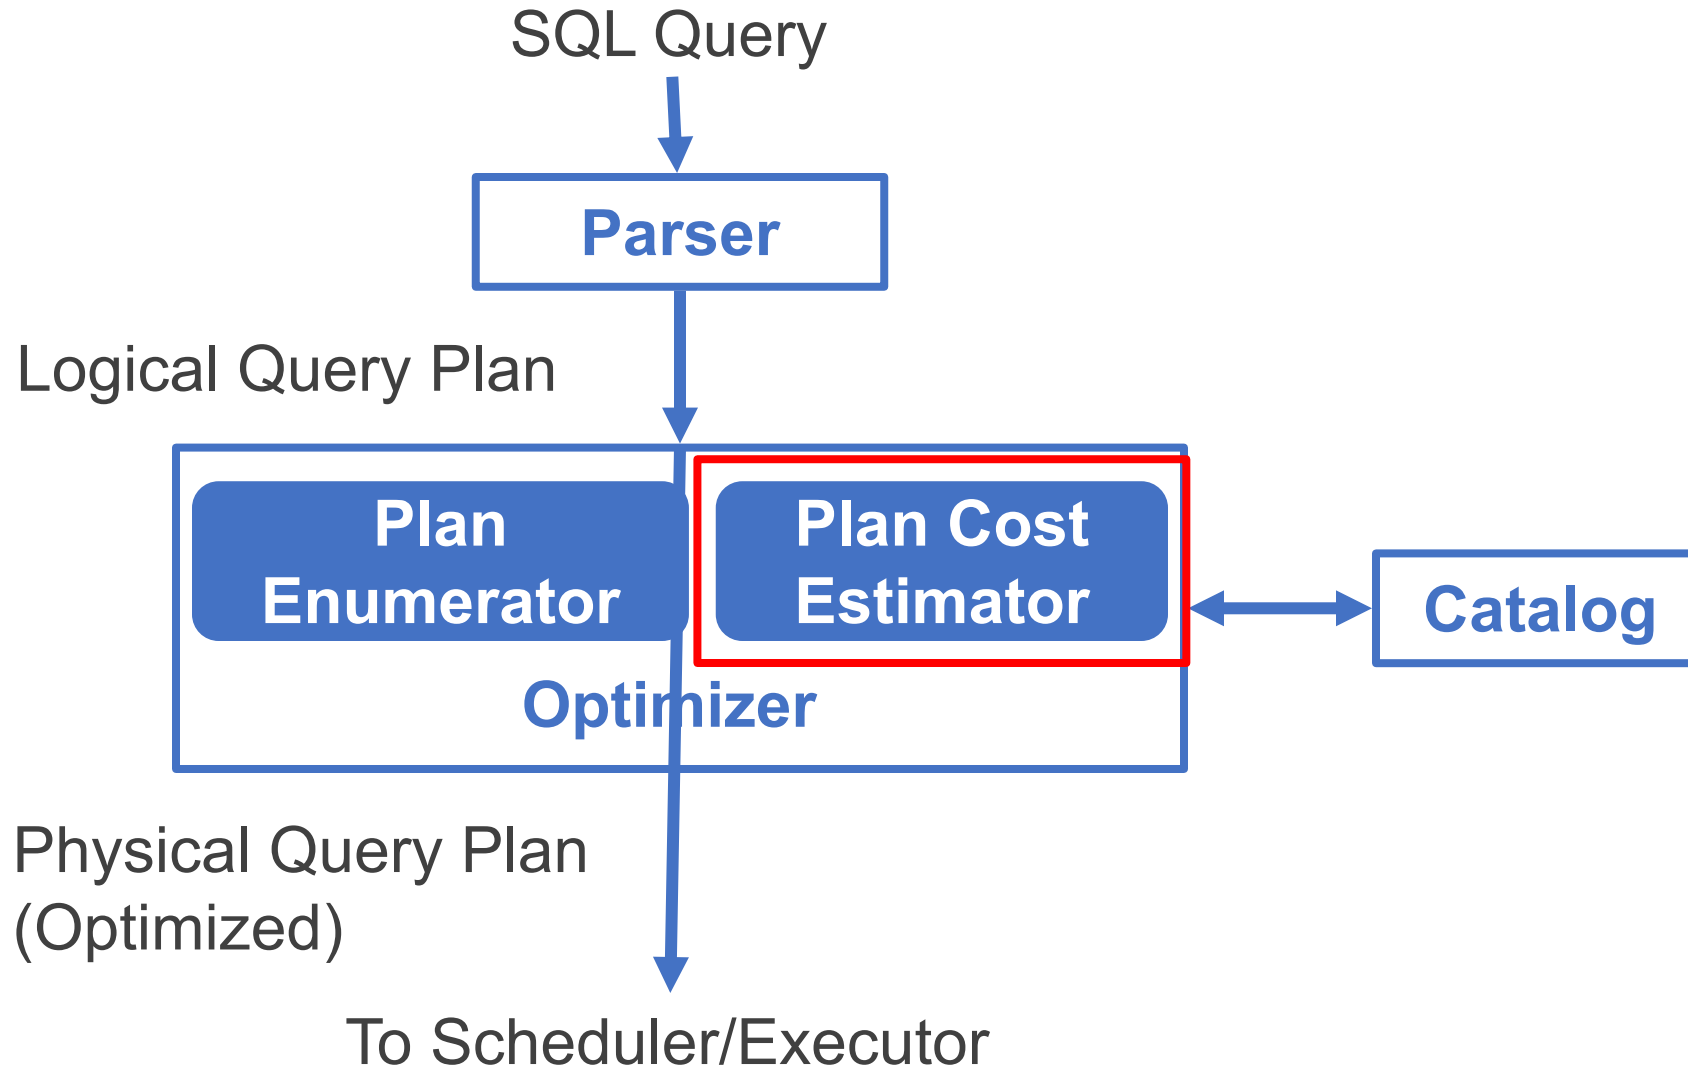 SQL Query
Parser
Logical Query Plan
Plan
Enumerator
Plan Cost
Estimator
Catalog
Optimizer
Physical Query Plan
(Optimized)
To Scheduler/Executor